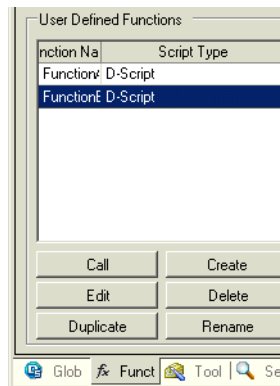 User Defined Functions
nction Na Script Type
Function D-Script
Function D-Script
Call Create
Edit Delete
Duplicate Rename
Glob fx Funct Tool Se